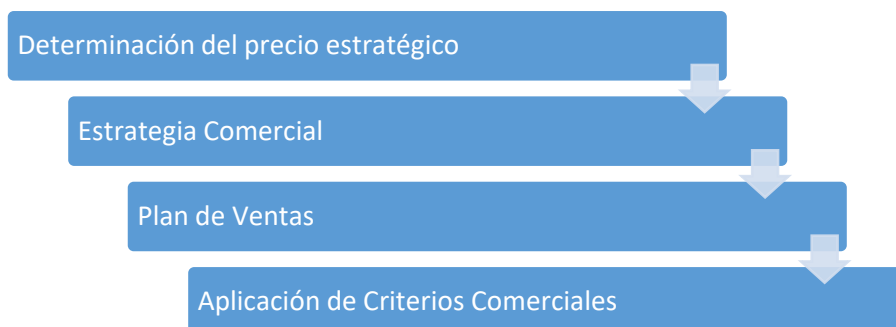 Determinación del precio estratégico
Estrategia Comercial
Plan de Ventas
Aplicación de Criterios Comerciales